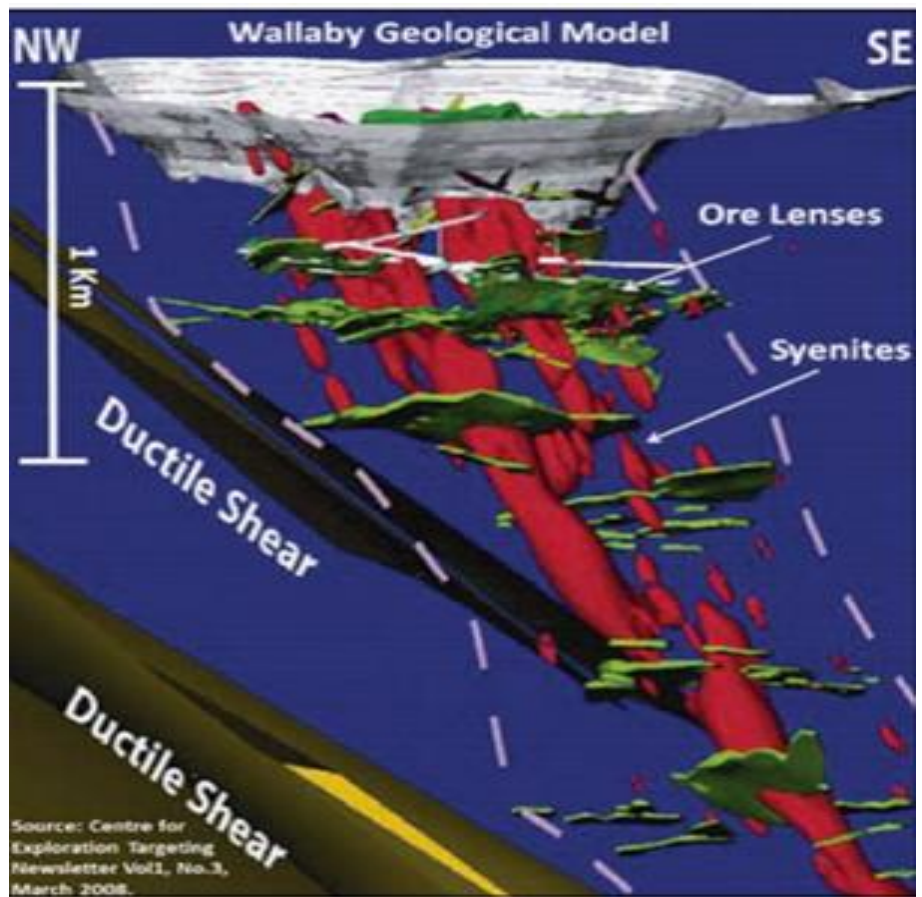 Wallaby Geological Model
NW
SE
1 Km
Ore Lenses
Syenites
Ductile Shear
Ductile Shear
Source: Centre for
Exploration Targeting
Newsletter Vol1, No.3,
March 2008.